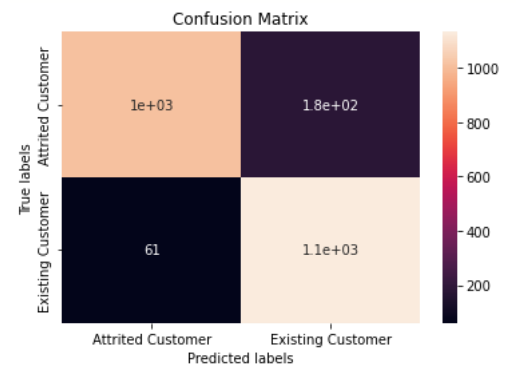 Confusion Matrix
True labels
Attrited Customer
Existing Customer
1e+03
1.8e+02
61
1.1e+03
Attrited Customer
Existing Customer
Predicted labels
1000
800
600
400
200